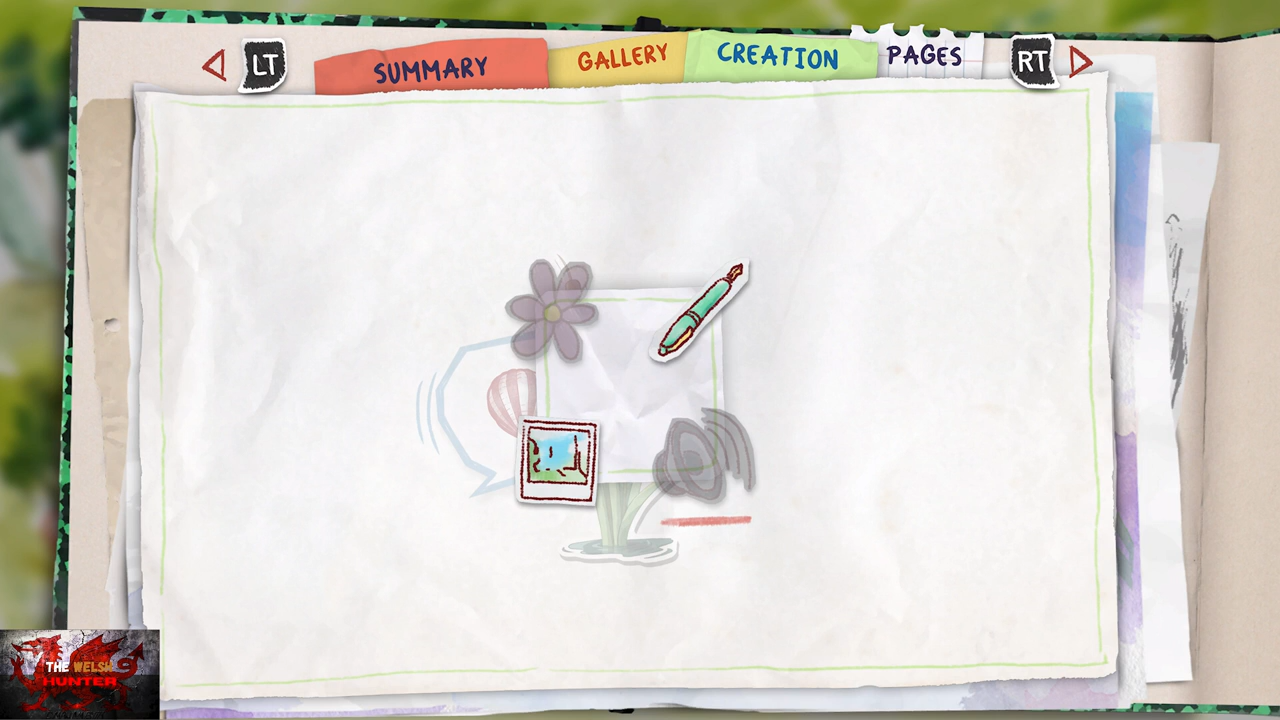 LT
SUMMARY
GALLERY
CREATION
PAGES
RT
THE WELSH
HUNTER